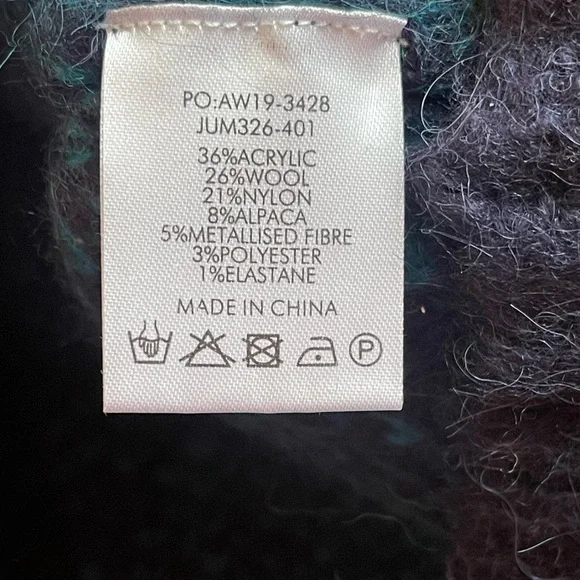 PO:AW19-3428
JUM326-401
36%ACRYLIC
26%WOOL
21%NYLON
8%ALPACA
5%METALLISED FIBRE
3%POLYESTER
1%ELASTANE
MADE IN CHINA
P